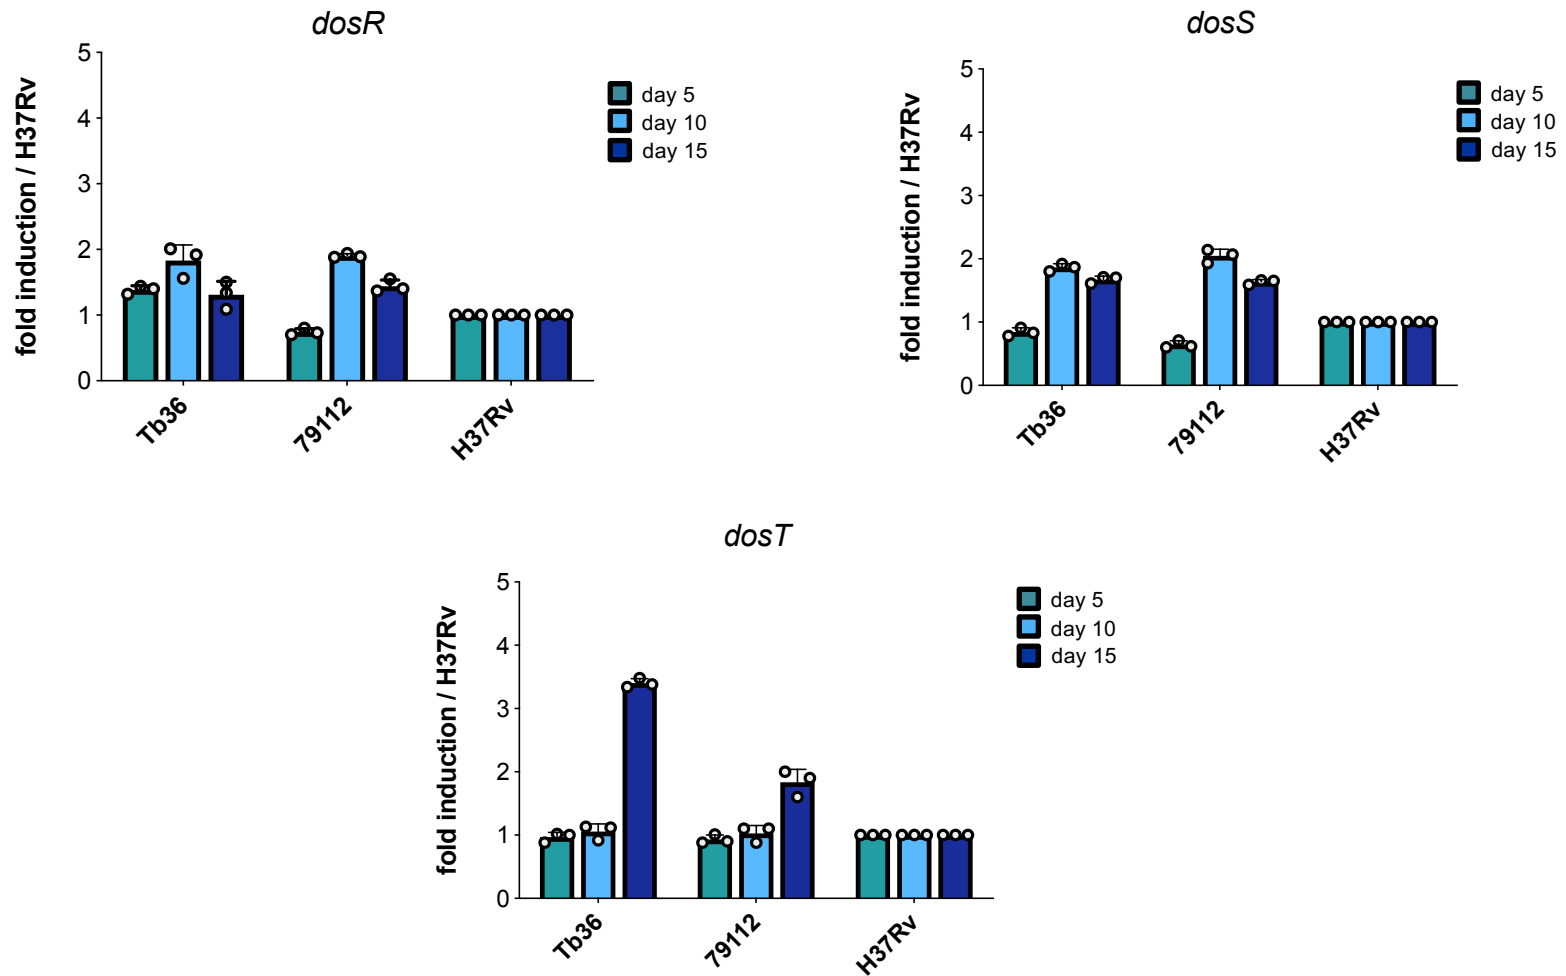 dosR
fold induction / H37Rv
5
4
3
2
1
0
Tb36
79112
H37Rv
day 5
day 10
day 15
dosS
fold induction / H37Rv
5
4
3
2
1
0
Tb36
79112
H37Rv
day 5
day 10
day 15
dosT
fold induction / H37Rv
5
4
3
2
1
0
Tb36
79112
H37Rv
day 5
day 10
day 15